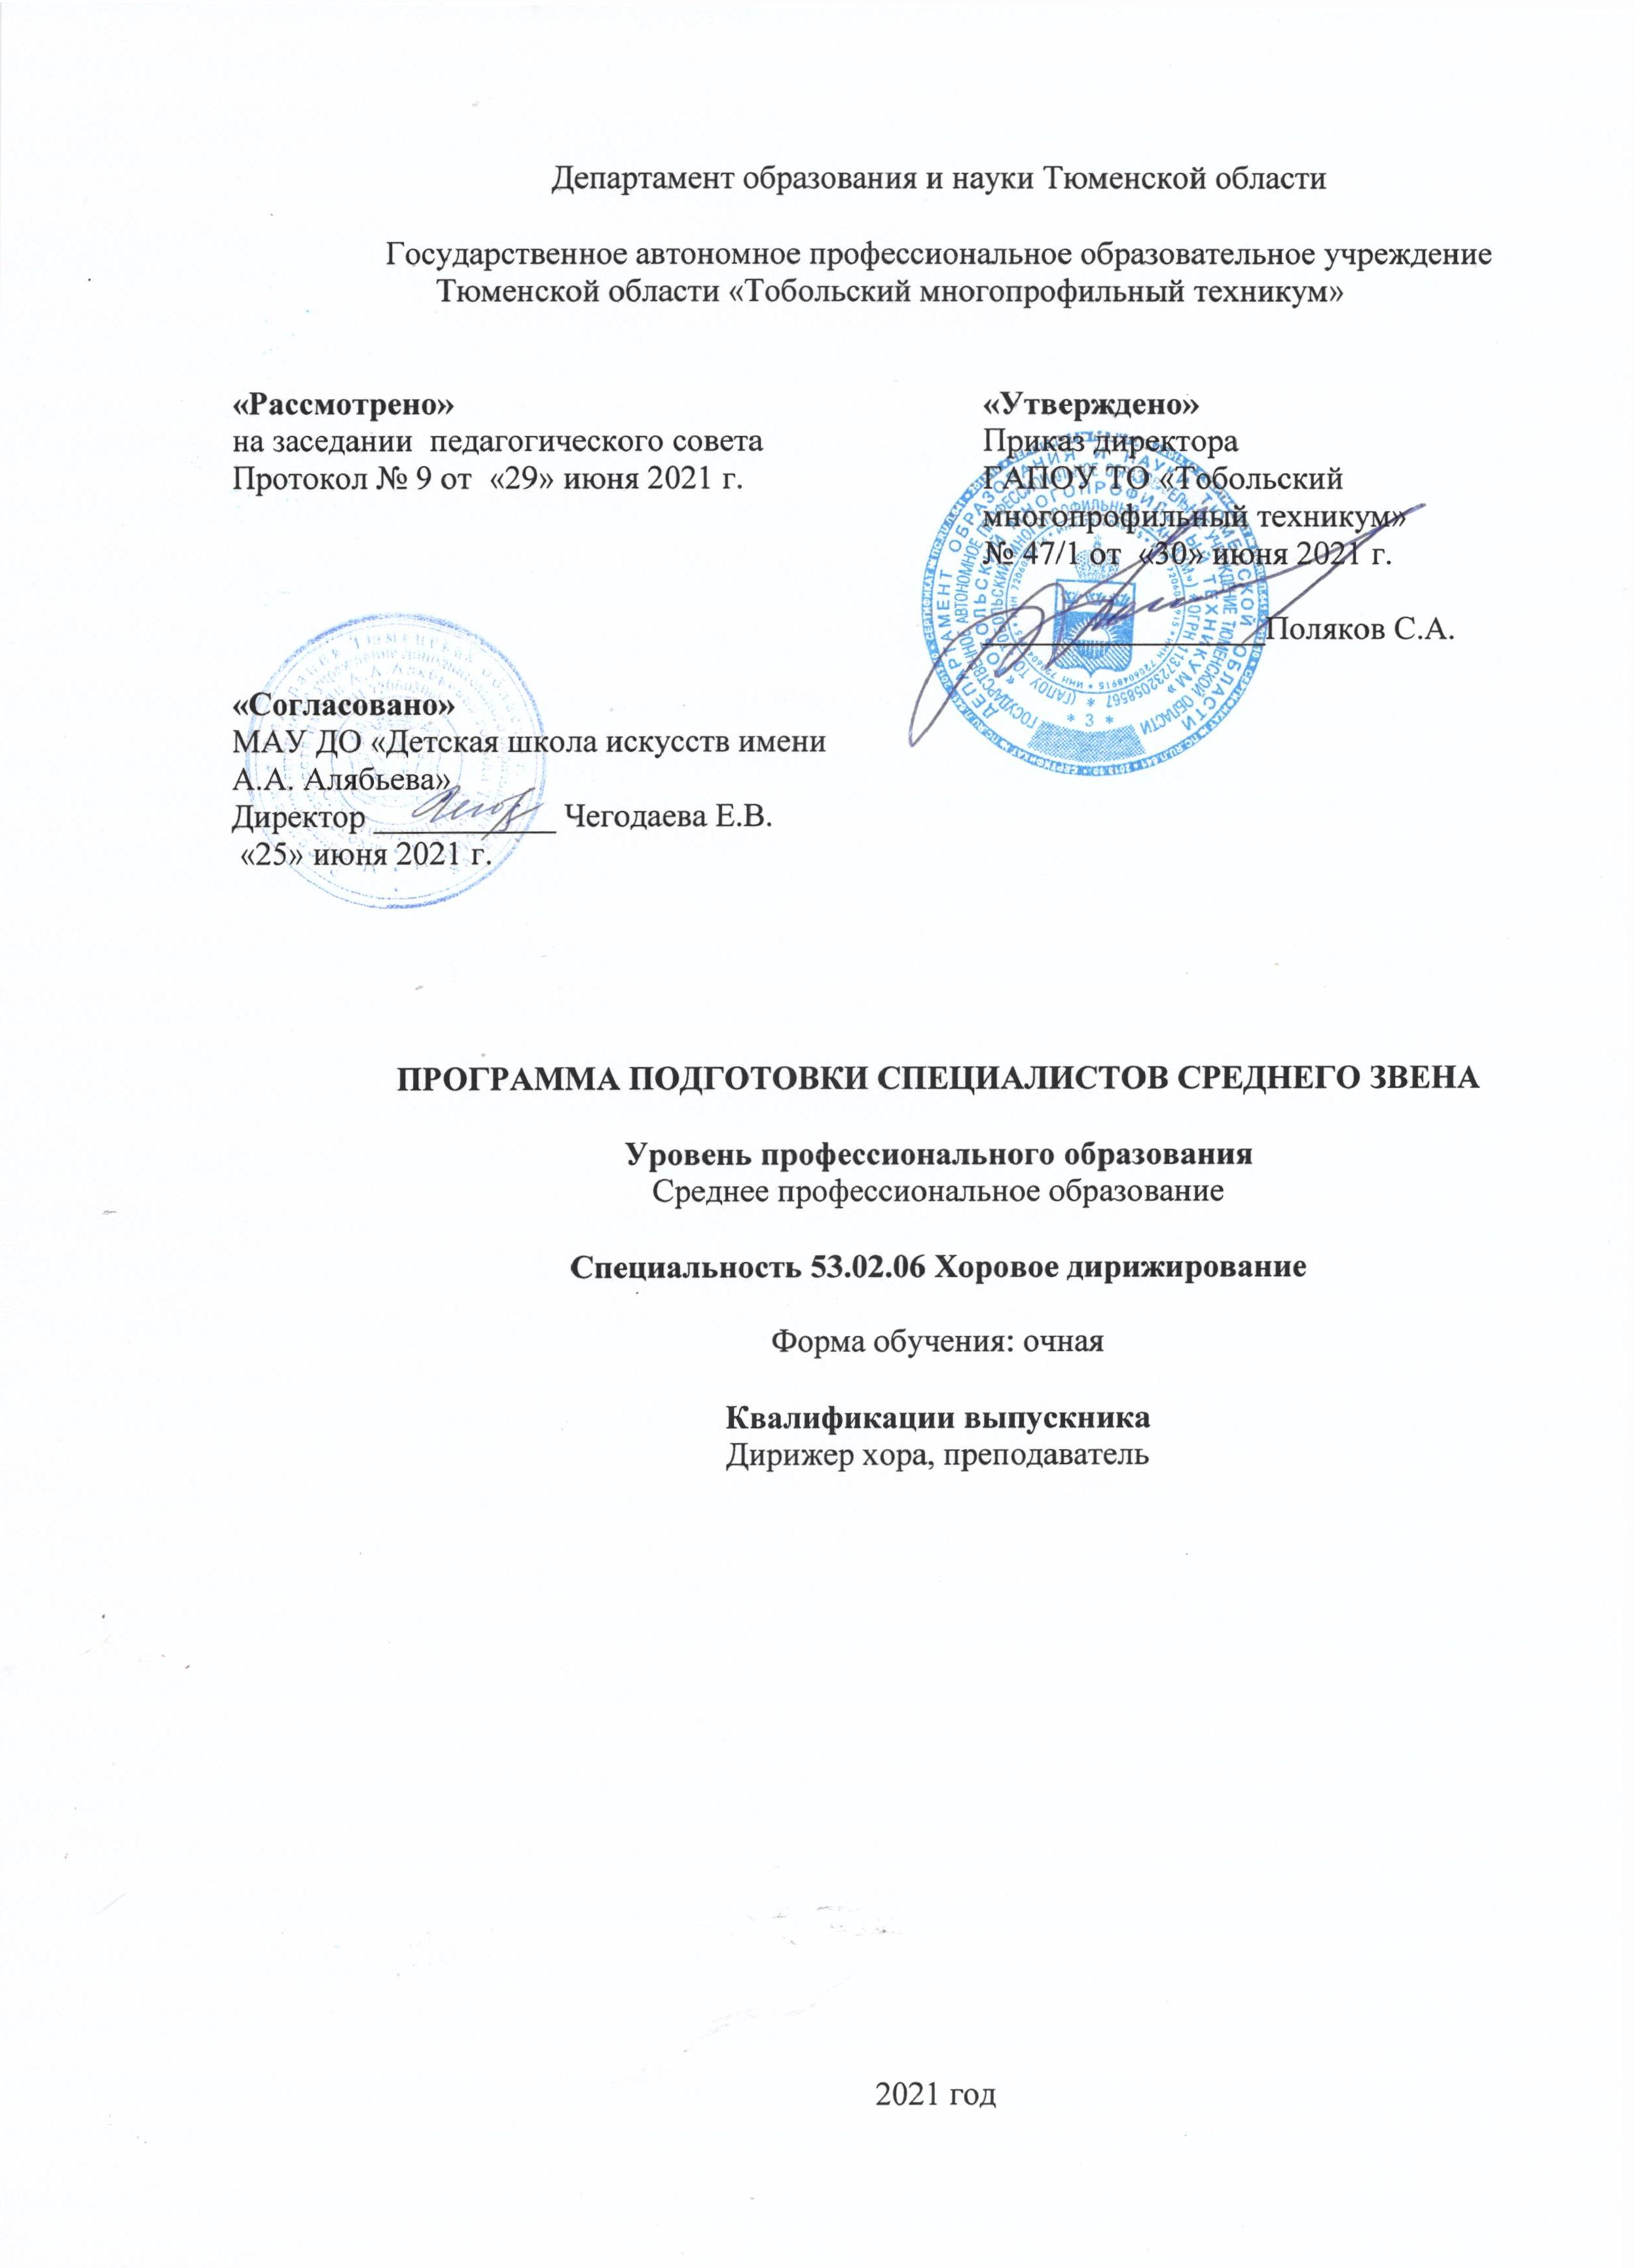 Департамент образования и науки Тюменской области
Государственное автономное профессиональное образовательное учреждение
Тюменской области «Тобольский многопрофильный техникум»
«Рассмотрено»
на заседании педагогического совета
Протокол № 9 от «29» июня 2021 г.
«Утверждено»
Приказ директора
ГАПОУ ТО «Тобольский
многопрофильный техникум»
№ 47/1 от «30» июня 2021 г.
Поляков С.А.
«Согласовано»
МАУ ДО «Детская школа искусств имени
А.А. Алябьева»
Директор ___________ Чегодаева Е.В.
«25» июня 2021 г.
ПРОГРАММА ПОДГОТОВКИ СПЕЦИАЛИСТОВ СРЕДНЕГО ЗВЕНА
Уровень профессионального образования
Среднее профессиональное образование
Специальность 53.02.06 Хоровое дирижирование
Форма обучения: очная
Квалификации выпускника
Дирижер хора, преподаватель
2021 год